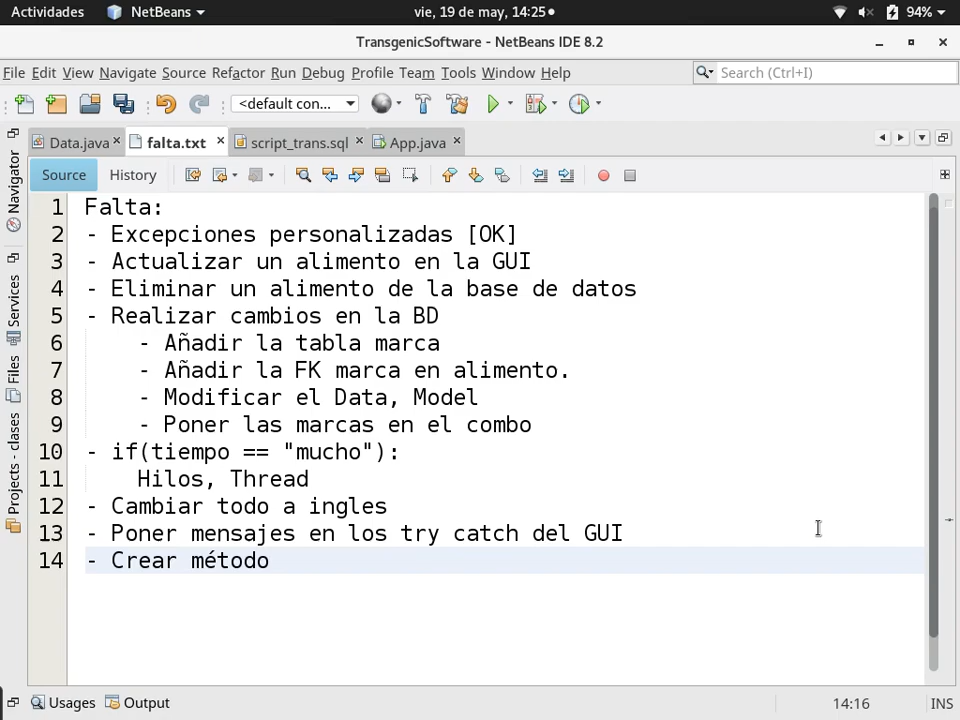 Actividades NetBeans vie, 19 de may, 14:25 94%
TransgenicSoftware - NetBeans IDE 8.2
File Edit View Navigate Source Refactor Run Debug Profile Team Tools Window Help Search (Ctrl+I)
<default con...
Data.java falta.txt script_trans.sql App.java
Source History
Navigator
Services
Files
Projects - clases
1 Falta:
2 - Excepciones personalizadas [OK]
3 - Actualizar un alimento en la GUI
4 - Eliminar un alimento de la base de datos
5 - Realizar cambios en la BD
6 - Añadir la tabla marca
7 - Añadir la FK marca en alimento.
8 - Modificar el Data, Model
9 - Poner las marcas en el combo
10 - if(tiempo == "mucho"):
11 Hilos, Thread
12 - Cambiar todo a ingles
13 - Poner mensajes en los try catch del GUI
14 - Crear método
Usages Output 14:16 INS